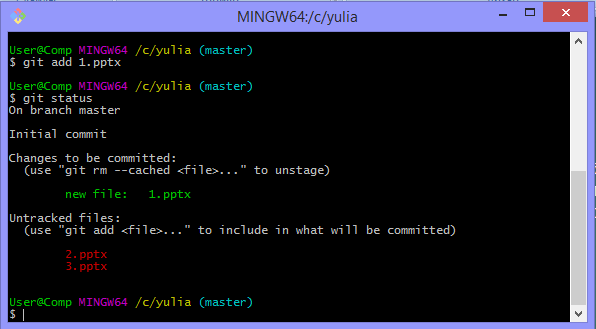 MINGW64:/c/yulia
User@Comp MINGW64 /c/yulia (master)
$ git add 1.pptx
User@Comp MINGW64 /c/yulia (master)
$ git status
On branch master
Initial commit
Changes to be committed:
(use "git rm --cached <file>..." to unstage)
new file:   1.pptx
Untracked files:
(use "git add <file>..." to include in what will be committed)
2.pptx
3.pptx
User@Comp MINGW64 /c/yulia (master)
$